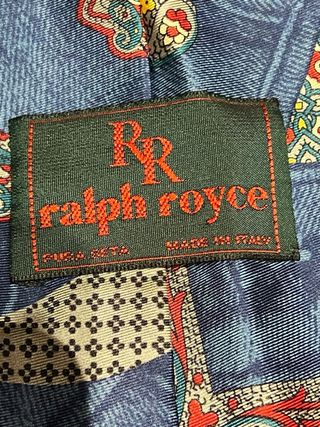 RR
ralph royce
PURA SETA MADE IN ITALY